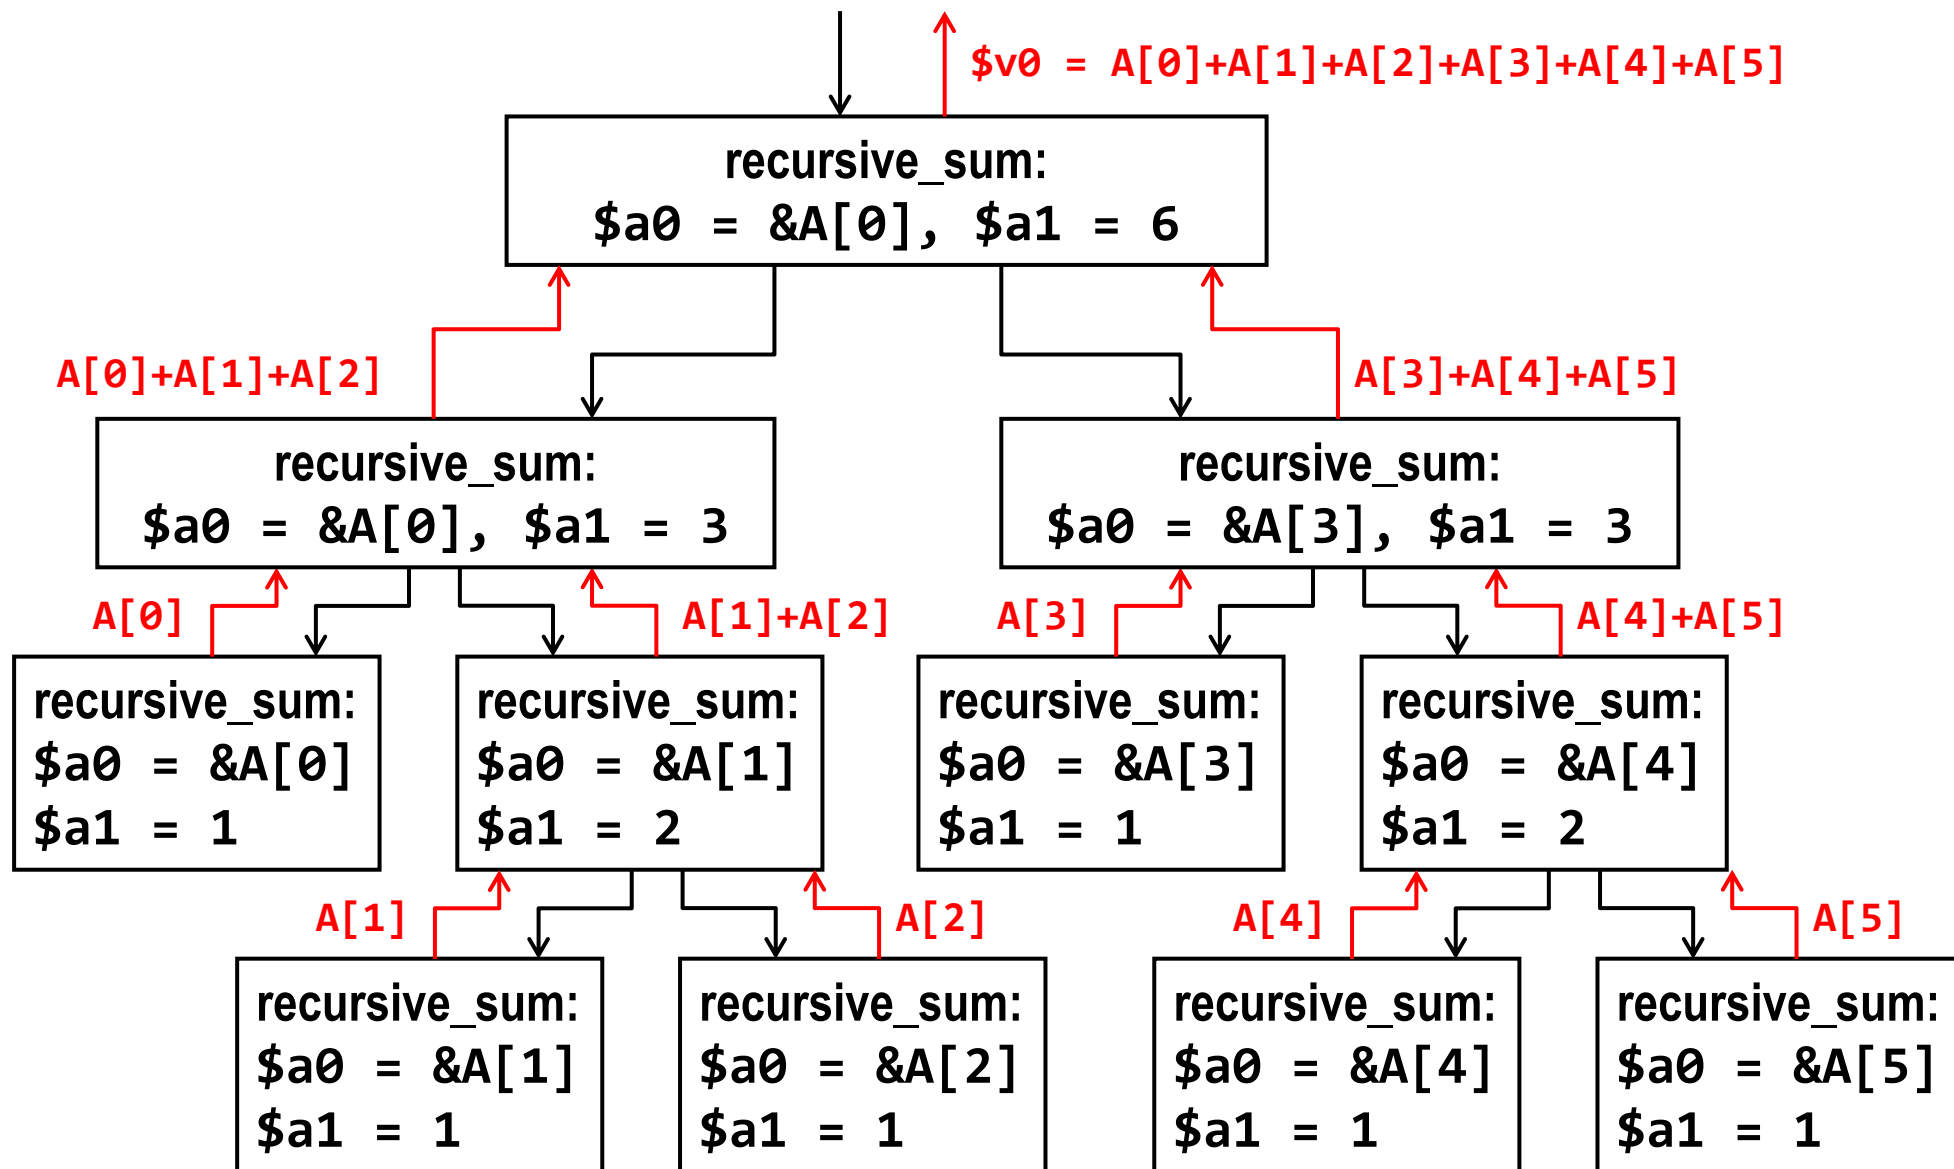 $v0 = A[0]+A[1]+A[2]+A[3]+A[4]+A[5]
recursive_sum:
$a0 = &A[0], $a1 = 6
A[0]+A[1]+A[2]
A[3]+A[4]+A[5]
recursive_sum:
$a0 = &A[0], $a1 = 3
recursive_sum:
$a0 = &A[3], $a1 = 3
A[0]
A[1]+A[2]
A[3]
A[4]+A[5]
recursive_sum:
$a0 = &A[0]
$a1 = 1
recursive_sum:
$a0 = &A[1]
$a1 = 2
recursive_sum:
$a0 = &A[3]
$a1 = 1
recursive_sum:
$a0 = &A[4]
$a1 = 2
A[1]
A[2]
A[4]
A[5]
recursive_sum:
$a0 = &A[1]
$a1 = 1
recursive_sum:
$a0 = &A[2]
$a1 = 1
recursive_sum:
$a0 = &A[4]
$a1 = 1
recursive_sum:
$a0 = &A[5]
$a1 = 1